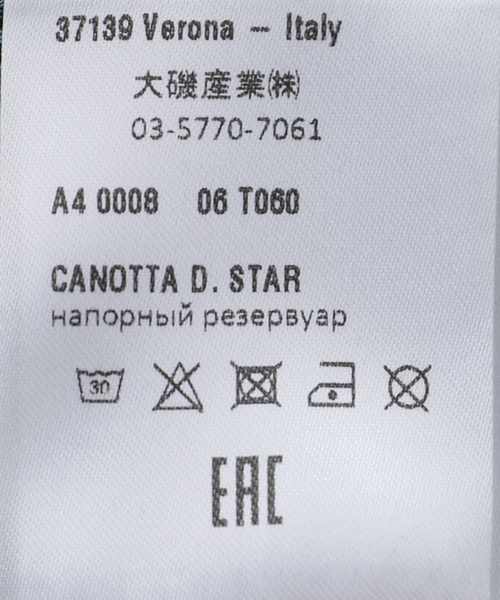 37139 Verona – Italy
大磯産業㈱
03-5770-7061
A4 0008 06 T060
CANOTTA D. STAR
напорный резервуар
30
EAC